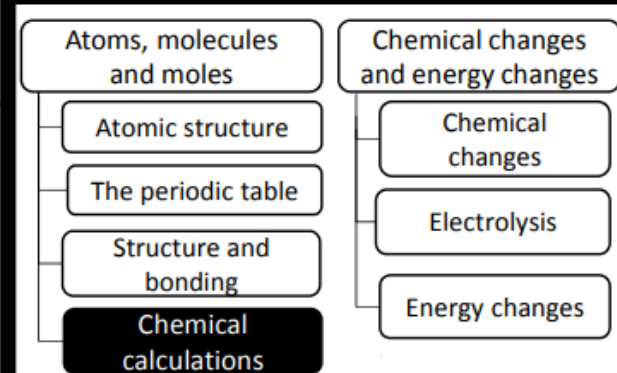 Atoms, molecules
and moles
Atomic structure
The periodic table
Structure and
bonding
Chemical
calculations
Chemical changes
and energy changes
Chemical
changes
Electrolysis
Energy changes